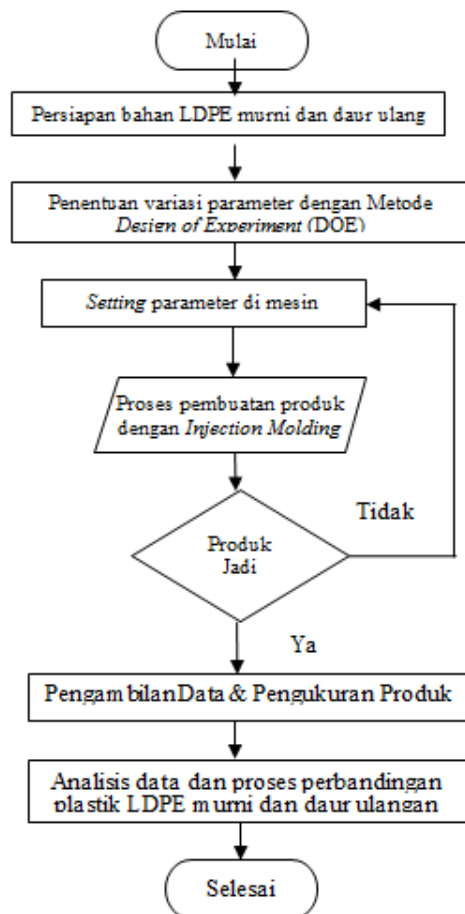 Mulai
Persiapan bahan LDPE murni dan daur ulang
Penentuan variasi parameter dengan Metode
Design of Experiment (DOE)
Setting parameter di mesin
Proses pembuatan produk
dengan Injection Molding
Tidak
Produk
Jadi
Ya
Pengambilan Data & Pengukuran Produk
Analisis data dan proses perbandingan
plastik LDPE murni dan daur ulangan
Selesai